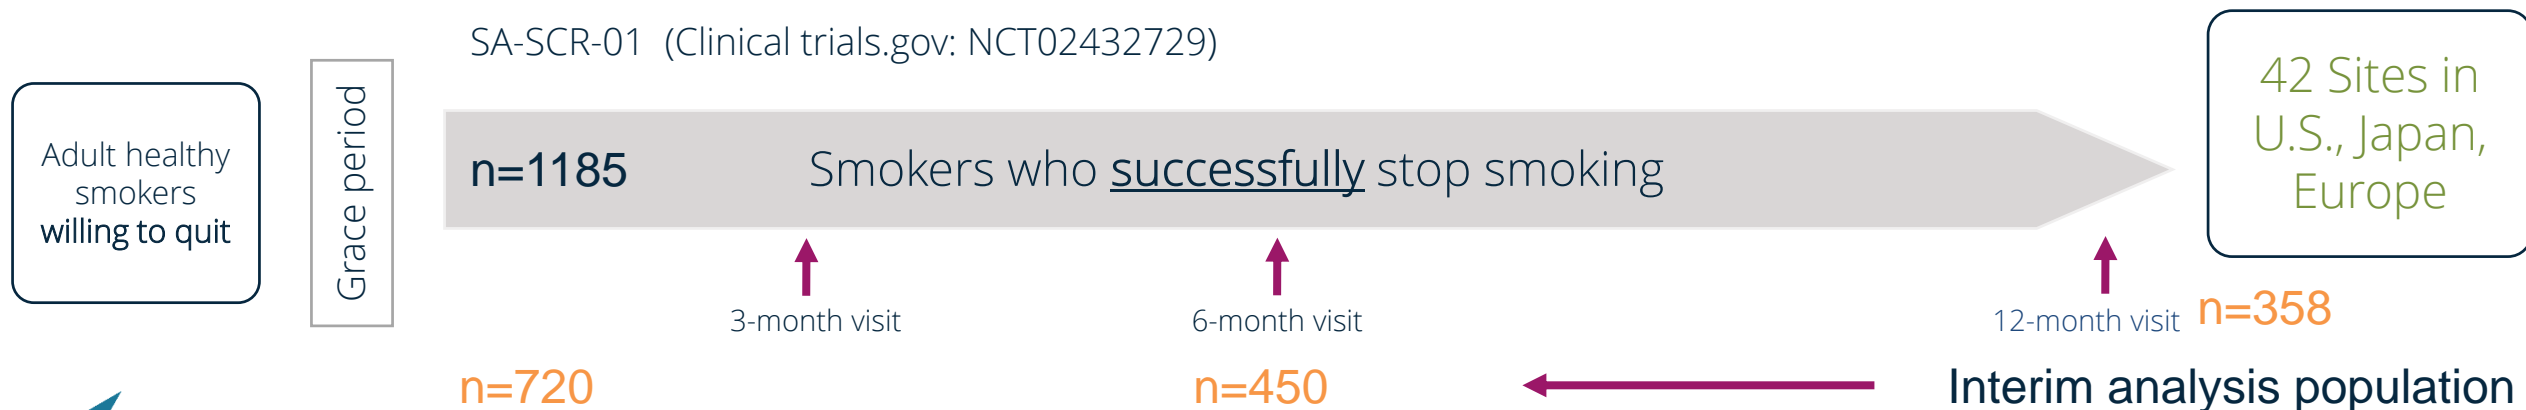 SA-SCR-01 (Clinical trials.gov: NCT02432729)
Adult healthy
smokers
willing to quit
Grace period
n=1185
Smokers who successfully stop smoking
42 Sites in
U.S., Japan,
Europe
3-month visit
6-month visit
12-month visit
n=358
n=720
n=450
Interim analysis population